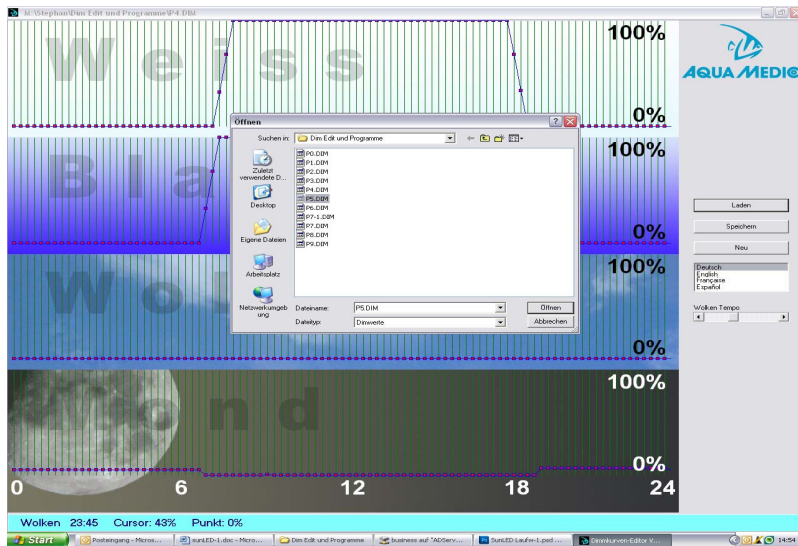 M:\Stephan\Dim Edit und Programme\P4.DIM
Weiss
100%
0%
Blau
100%
0%
Wolken
100%
0%
Mond
100%
0%
0 6 12 18 24
Wolken 23:45 Cursor: 43% Punkt: 0%
AQUA MEDIC
Laden
Speichern
Neu
Deutsch
English
Française
Español
Wolken Tempo
Öffnen
Suchen in: Dim Edit und Programme
Zuletzt verwendete D...
Desktop
Eigene Dateien
Arbeitsplatz
Netzwerkumgeb
ung
P0.DIM
P1.DIM
P2.DIM
P3.DIM
P4.DIM
P5.DIM
P6.DIM
P7-1.DIM
P7.DIM
P8.DIM
P9.DIM
Dateiname: P5.DIM Öffnen
Dateityp: Dimwerte Abbrechen
Start Posteingang - Micros... sunLED-1.doc - Micro... Dim Edit und Programme business auf "ADServ... SunLED Laufw-1.psd ... Dimmkurven-Editor V... 14:54